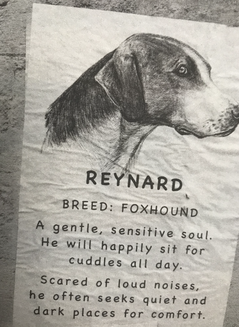 REYNARD
BREED: FOXHOUND
A gentle, sensitive soul.
He will happily sit for
cuddles all day.
Scared of loud noises,
he often seeks quiet and
dark places for comfort.